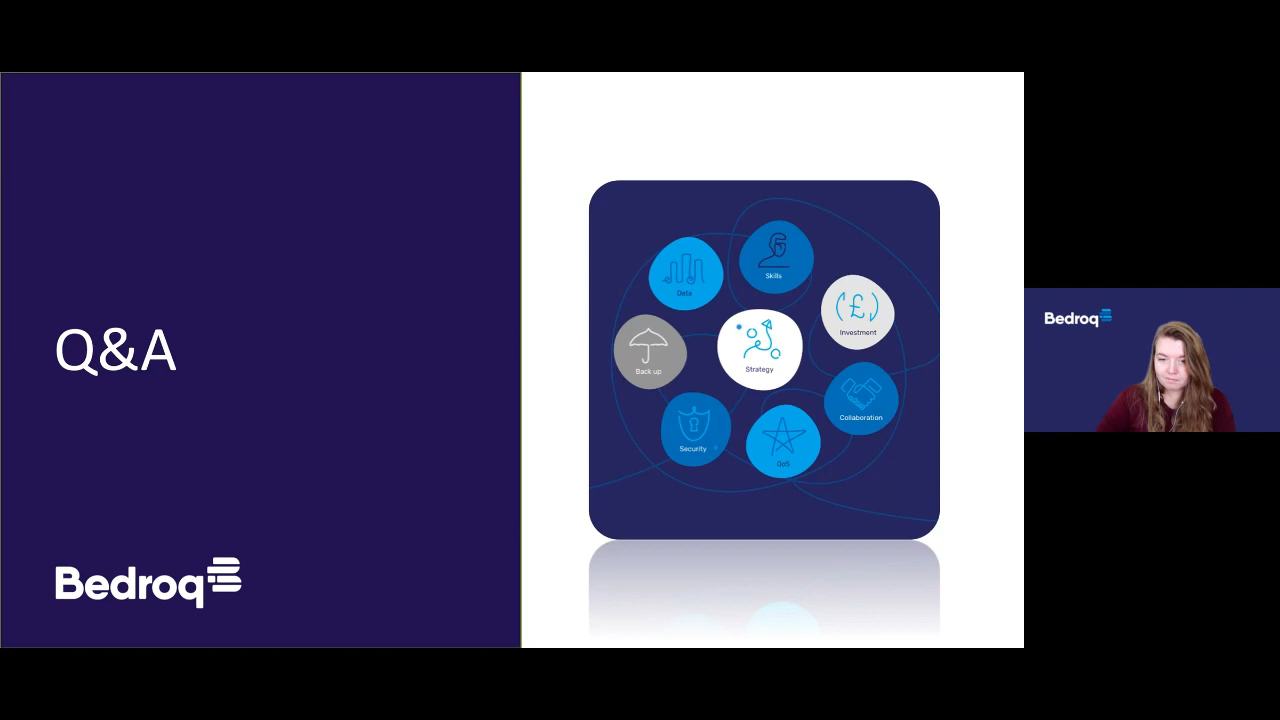 Q&A
Bedroq
Skills
Data
£
Investment
Back up
Strategy
Collaboration
Security
QoS
Bedroq